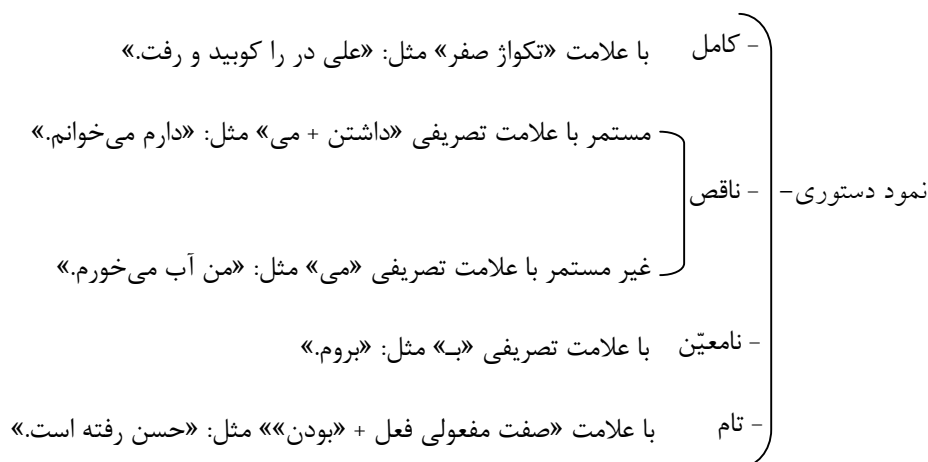 - کامل با علامت «تکواژ صفر» مثل: «علی در را کوبید و رفت.»
مستمر با علامت تصریفی «داشتن + می» مثل: «دارم می‌خوانم.»
نمود دستوری- - ناقص
غیر مستمر با علامت تصریفی «می» مثل: «من آب می‌خورم.»
- نامعیّن با علامت تصریفی «بـ» مثل: «بروم.»
- تام با علامت «صفت مفعولی فعل + «بودن»» مثل: «حسن رفته است.»